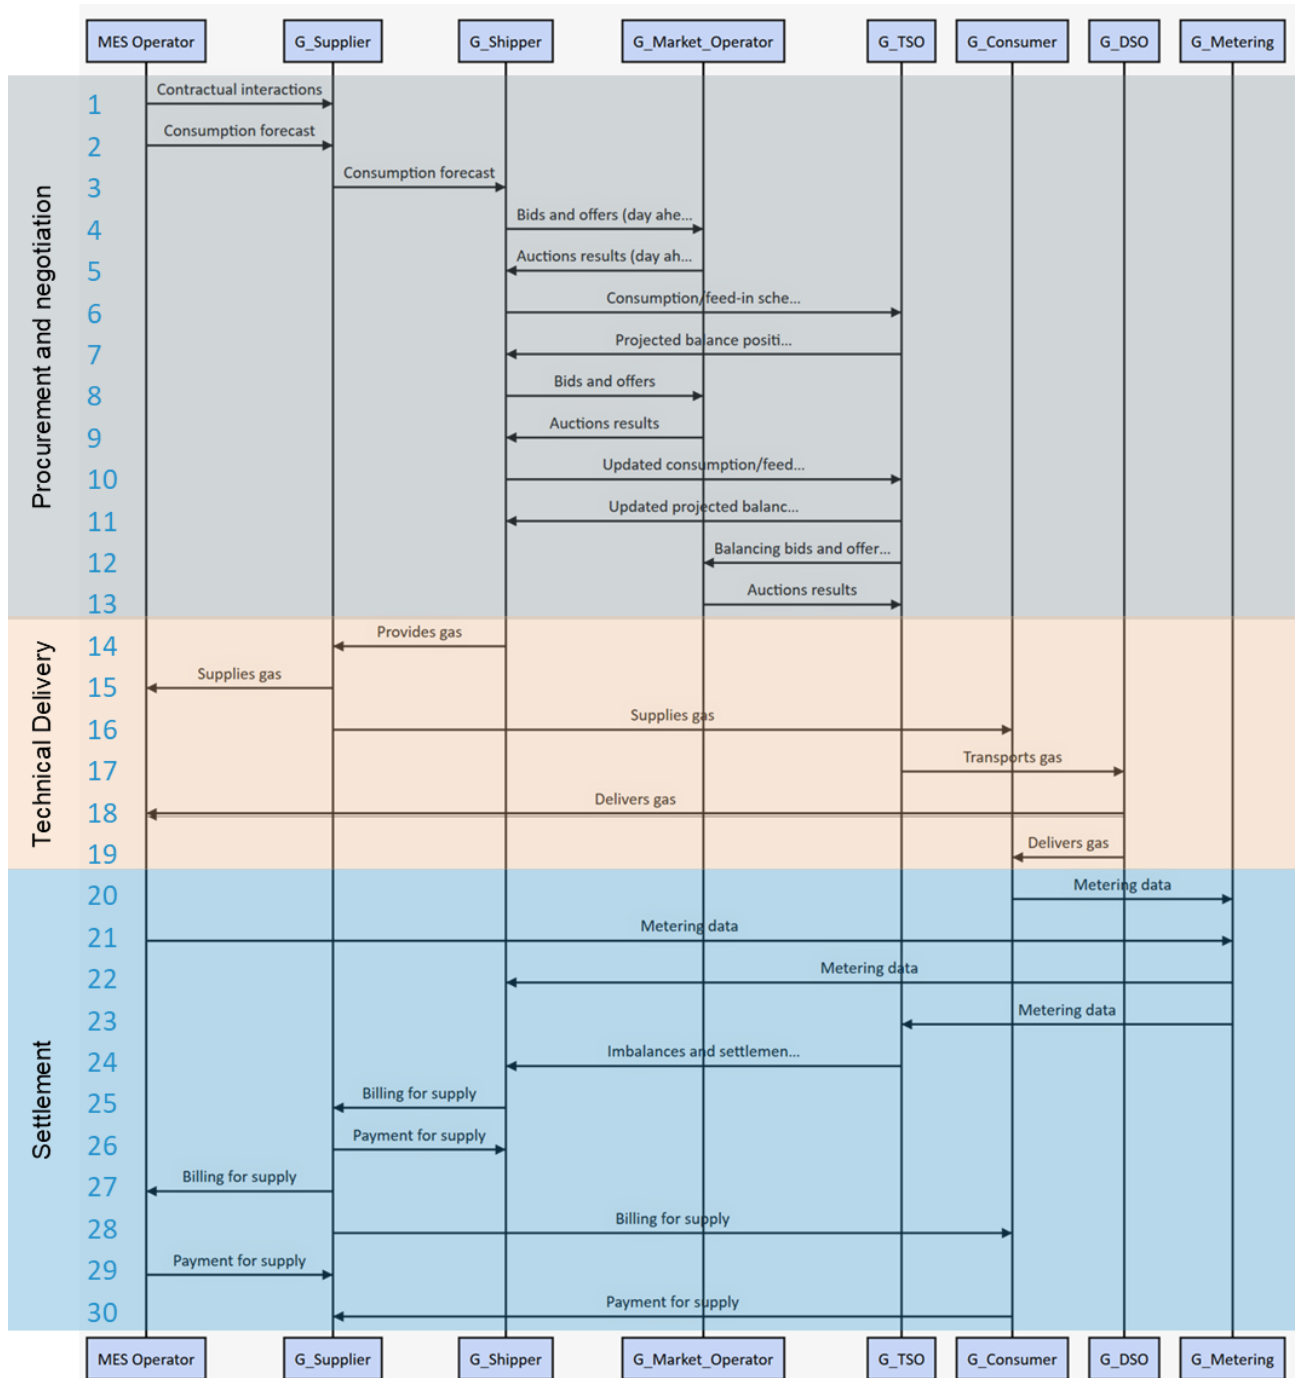 MES Operator G_Supplier G_Shipper G_Market_Operator G_TSO G_Consumer G_DSO G_Metering
Procurement and negotiation
1 Contractual interactions
2 Consumption forecast
3 Consumption forecast
4 Bids and offers (day ahe...
5 Auctions results (day ah...
6 Consumption/feed-in sche...
7 Projected balance positi...
8 Bids and offers
9 Auctions results
10 Updated consumption/feed...
11 Updated projected balanc...
12 Balancing bids and offer...
13 Auctions results
Technical Delivery
14 Provides gas
15 Supplies gas
16 Supplies gas
17 Transports gas
18 Delivers gas
19 Delivers gas
Settlement
20 Metering data
21 Metering data
22 Metering data
23 Metering data
24 Imbalances and settlemen...
25 Billing for supply
26 Payment for supply
27 Billing for supply
28 Billing for supply
29 Payment for supply
30 Payment for supply
MES Operator G_Supplier G_Shipper G_Market_Operator G_TSO G_Consumer G_DSO G_Metering